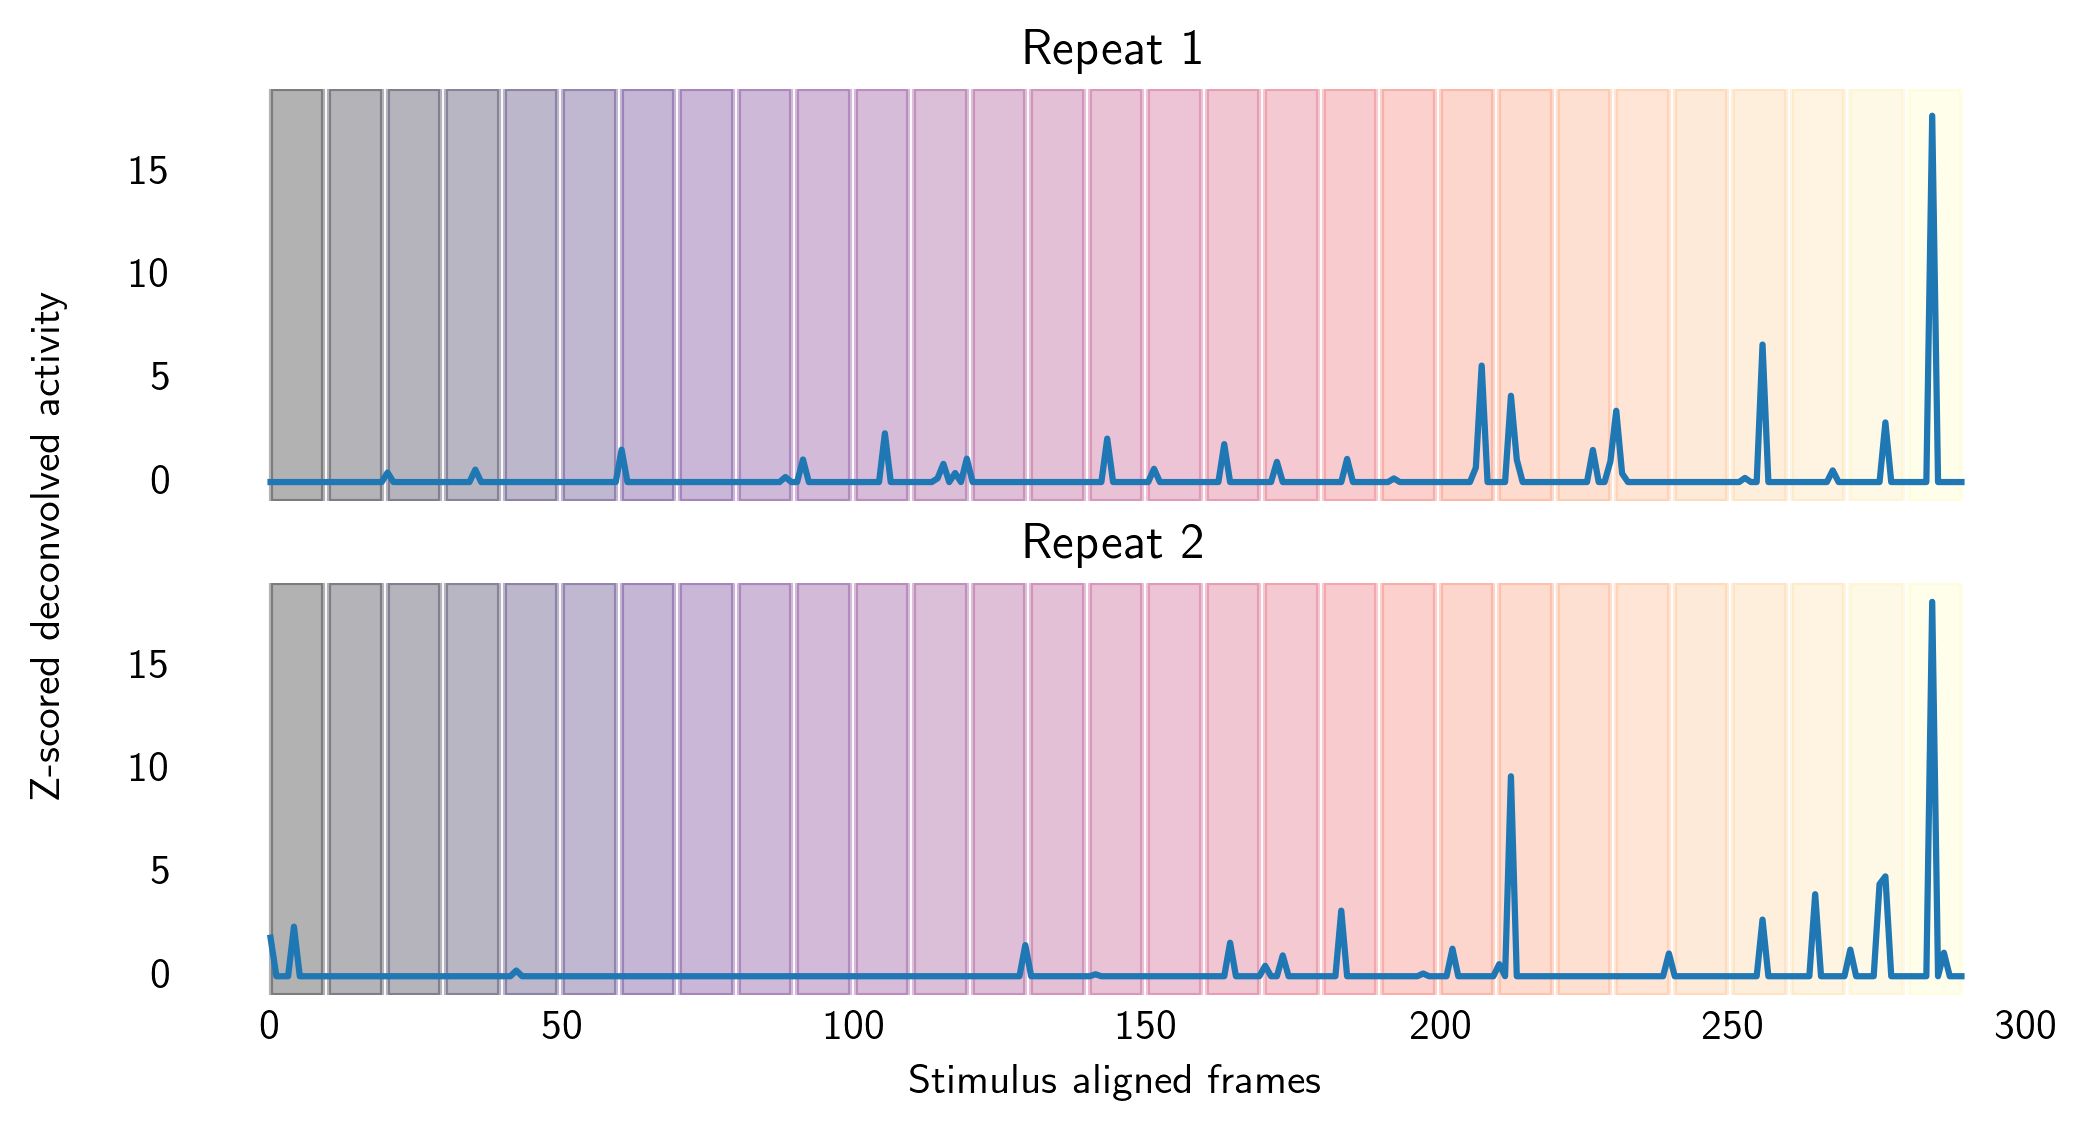 Repeat 1
15
10
5
0
Repeat 2
15
10
5
0
0 50 100 150 200 250 300
Stimulus aligned frames
Z-scored deconvolved activity